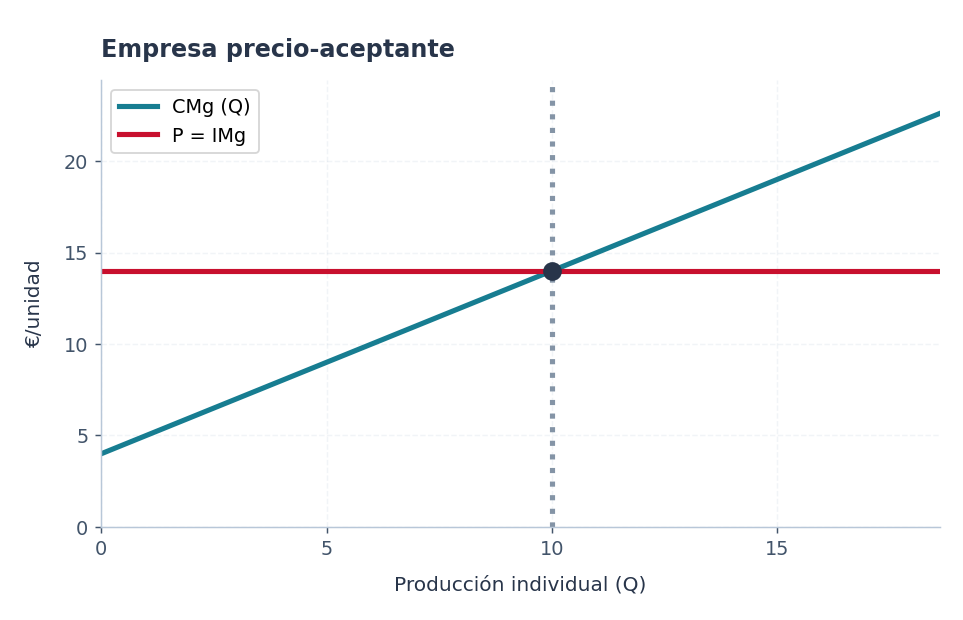 Empresa precio-aceptante
CMg (Q)
P = IMg
20
15
10
5
0
0 5 10 15
€/unidad
Producción individual (Q)